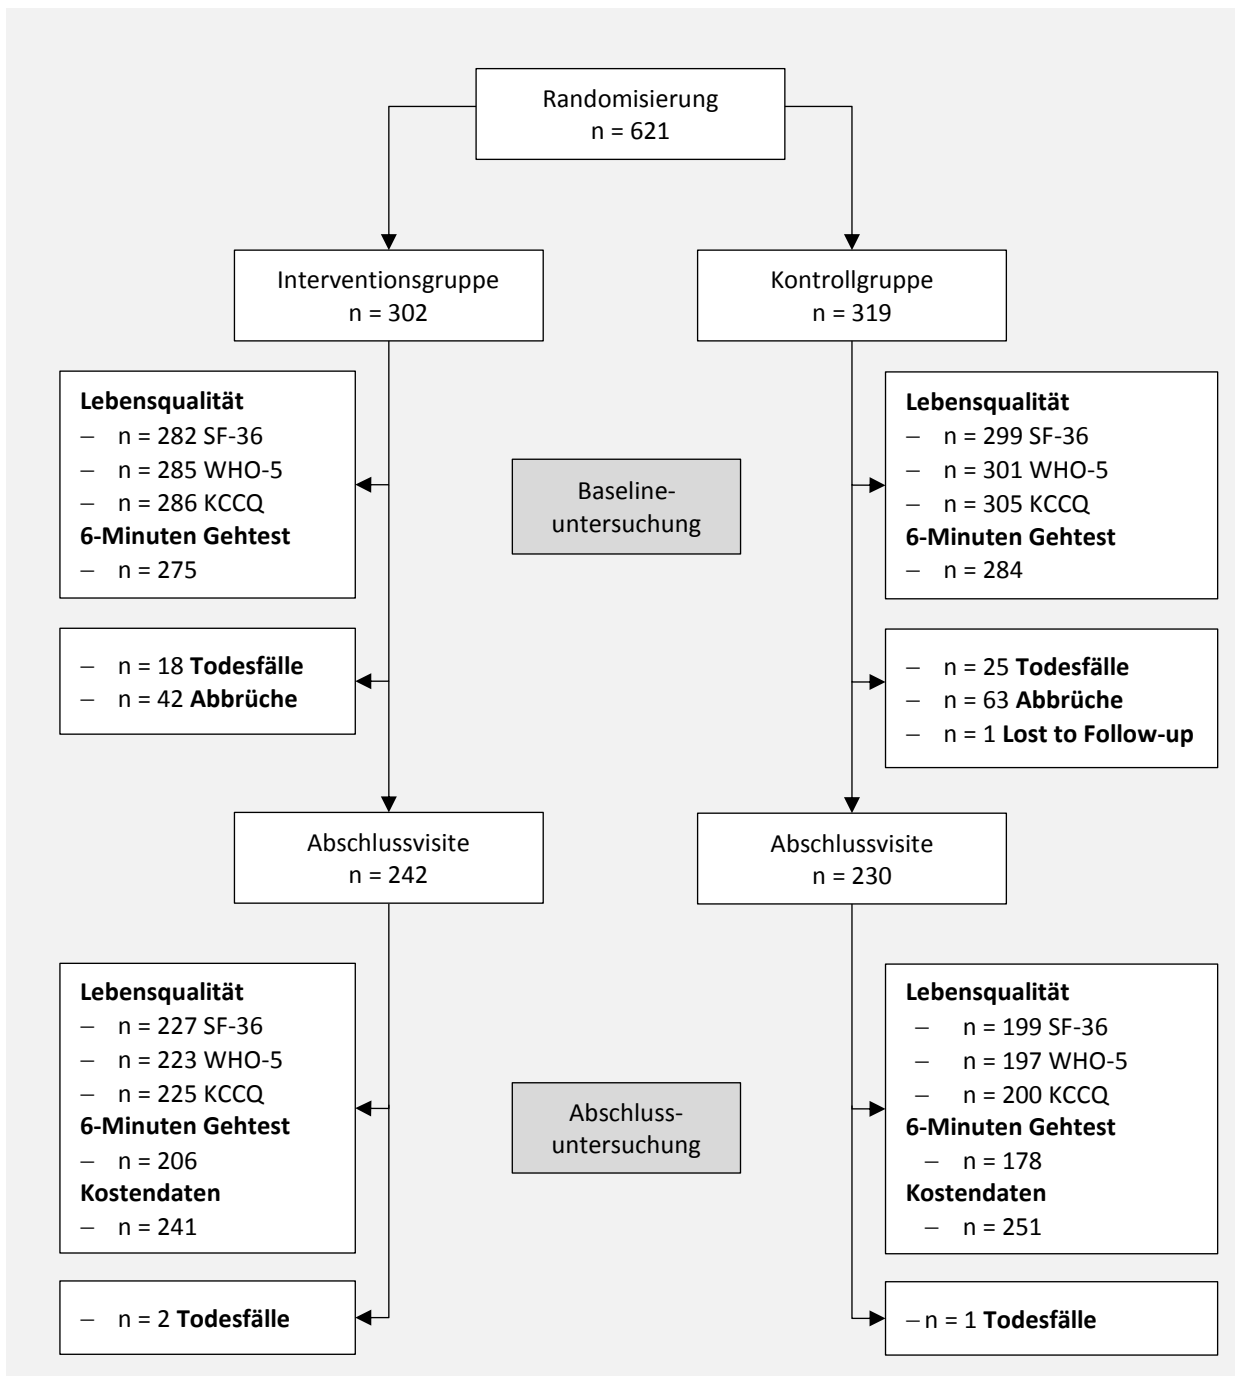 Randomisierung
n = 621
Interventionsgruppe
n = 302
Kontrollgruppe
n = 319
Lebensqualität
– n = 282 SF-36
– n = 285 WHO-5
– n = 286 KCCQ
6-Minuten Gehtest
– n = 275
Baseline-
untersuchung
Lebensqualität
– n = 299 SF-36
– n = 301 WHO-5
– n = 305 KCCQ
6-Minuten Gehtest
– n = 284
– n = 18 Todesfälle
– n = 42 Abbrüche
– n = 25 Todesfälle
– n = 63 Abbrüche
– n = 1 Lost to Follow-up
Abschlussvisite
n = 242
Abschlussvisite
n = 230
Lebensqualität
– n = 227 SF-36
– n = 223 WHO-5
– n = 225 KCCQ
6-Minuten Gehtest
– n = 206
Kostendaten
– n = 241
Abschluss-
untersuchung
Lebensqualität
– n = 199 SF-36
– n = 197 WHO-5
– n = 200 KCCQ
6-Minuten Gehtest
– n = 178
Kostendaten
– n = 251
– n = 2 Todesfälle
– n = 1 Todesfälle